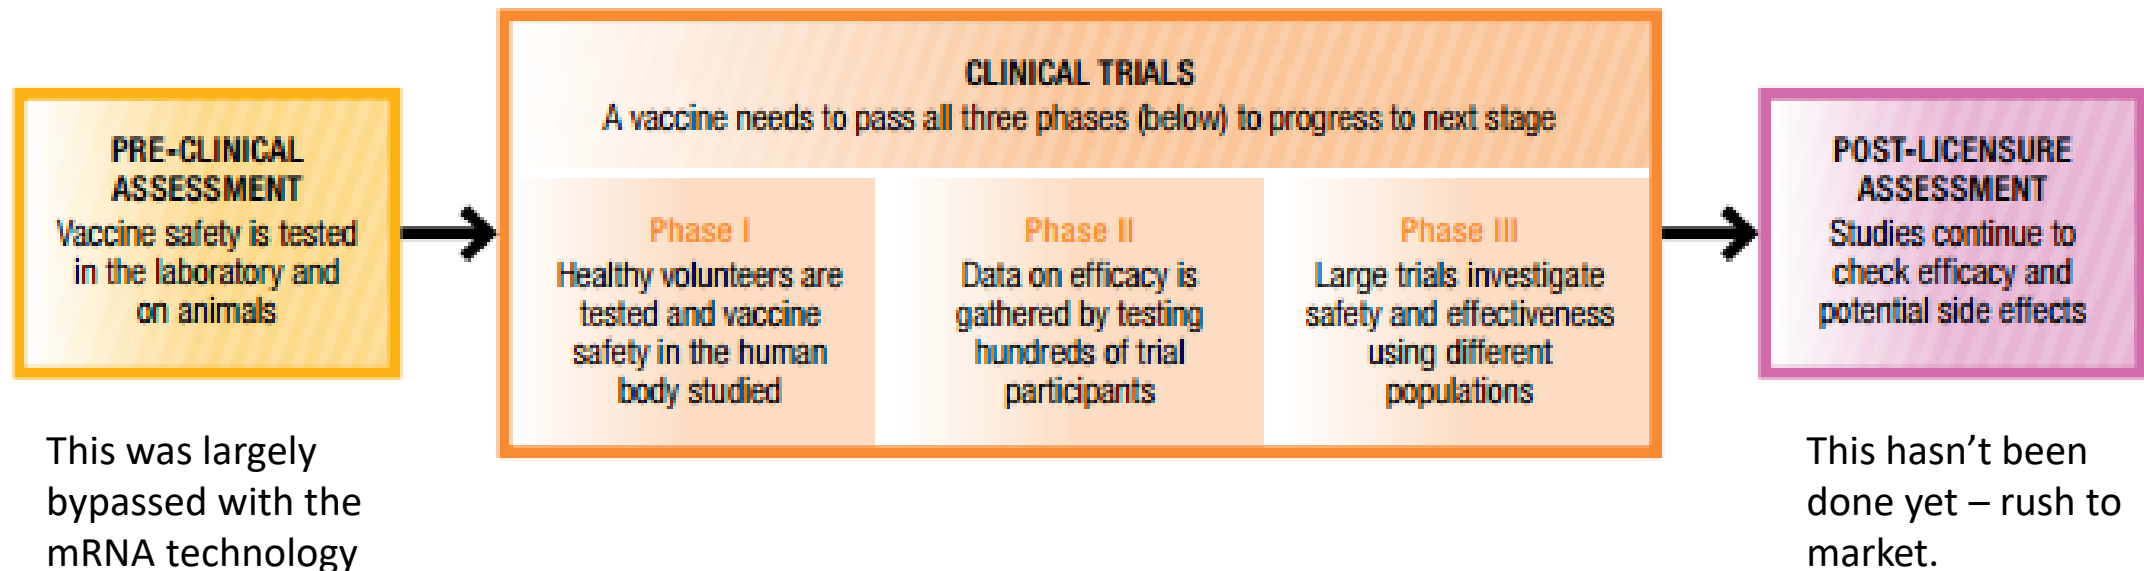 PRE-CLINICAL
ASSESSMENT
Vaccine safety is tested
in the laboratory and
on animals
This was largely
bypassed with the
mRNA technology
CLINICAL TRIALS
A vaccine needs to pass all three phases (below) to progress to next stage
Phase I
Healthy volunteers are
tested and vaccine
safety in the human
body studied
Phase II
Data on efficacy is
gathered by testing
hundreds of trial
participants
Phase III
Large trials investigate
safety and effectiveness
using different
populations
POST-LICENSURE
ASSESSMENT
Studies continue to
check efficacy and
potential side effects
This hasn’t been
done yet – rush to
market.